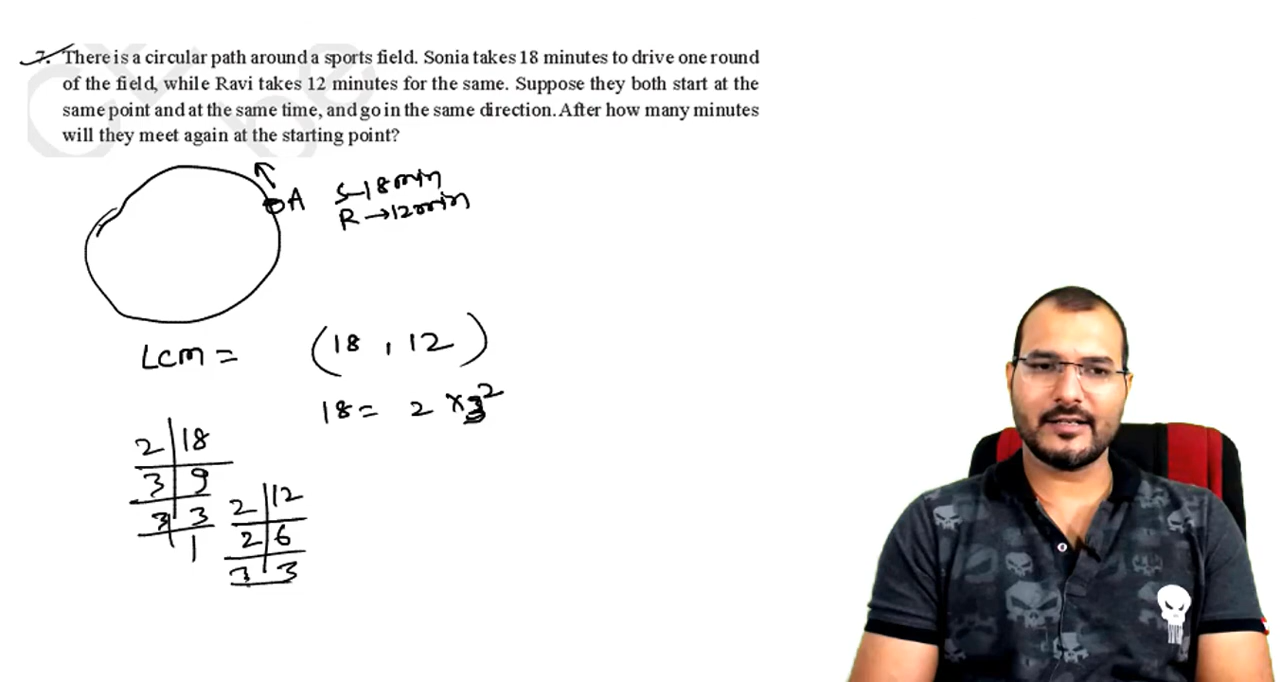 7. There is a circular path around a sports field. Sonia takes 18 minutes to drive one round
of the field, while Ravi takes 12 minutes for the same. Suppose they both start at the
same point and at the same time, and go in the same direction. After how many minutes
will they meet again at the starting point?
A
S-18min
R→12min
LCM = (18, 12)
18= 2 ×3²
2 18
3 9
3 3
1
2 12
2 6
3 3